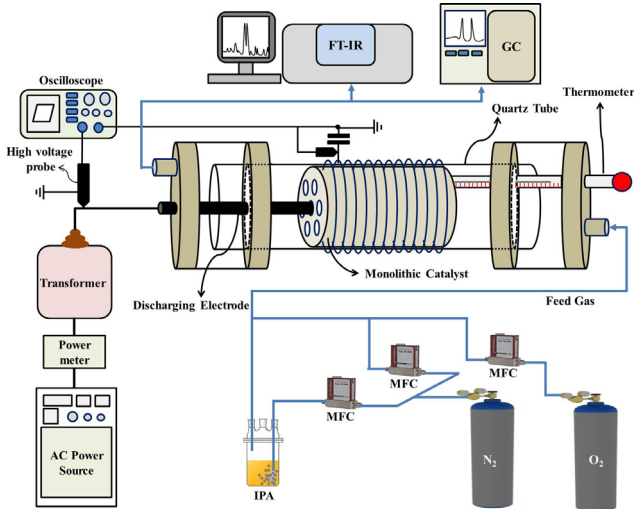 FT-IR
GC
Oscilloscope
Thermometer
Quartz Tube
High voltage
probe
Monolithic Catalyst
Transformer
Discharging Electrode
Feed Gas
Power
meter
MFC
MFC
MFC
AC Power
Source
N2
O2
IPA